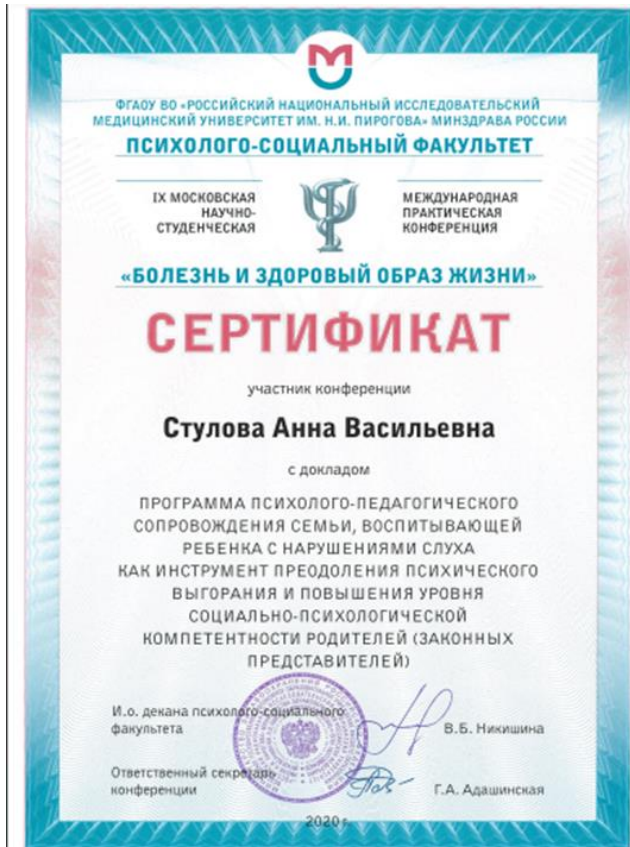 ФГАОУ ВО «РОССИЙСКИЙ НАЦИОНАЛЬНЫЙ ИССЛЕДОВАТЕЛЬСКИЙ
МЕДИЦИНСКИЙ УНИВЕРСИТЕТ ИМ. Н.И. ПИРОГОВА» МИНЗДРАВА РОССИИ
ПСИХОЛОГО-СОЦИАЛЬНЫЙ ФАКУЛЬТЕТ
IX МОСКОВСКАЯ
НАУЧНО-
СТУДЕНЧЕСКАЯ
МЕЖДУНАРОДНАЯ
ПРАКТИЧЕСКАЯ
КОНФЕРЕНЦИЯ
«БОЛЕЗНЬ И ЗДОРОВЫЙ ОБРАЗ ЖИЗНИ»
СЕРТИФИКАТ
участник конференции
Стулова Анна Васильевна
с докладом
ПРОГРАММА ПСИХОЛОГО-ПЕДАГОГИЧЕСКОГО
СОПРОВОЖДЕНИЯ СЕМЬИ, ВОСПИТЫВАЮЩЕЙ
РЕБЕНКА С НАРУШЕНИЯМИ СЛУХА
КАК ИНСТРУМЕНТ ПРЕОДОЛЕНИЯ ПСИХИЧЕСКОГО
ВЫГОРАНИЯ И ПОВЫШЕНИЯ УРОВНЯ
СОЦИАЛЬНО-ПСИХОЛОГИЧЕСКОЙ
КОМПЕТЕНТНОСТИ РОДИТЕЛЕЙ (ЗАКОННЫХ
ПРЕДСТАВИТЕЛЕЙ)
И.о. декана психолого-социального
факультета
В.Б. Никишина
Ответственный секретарь
конференции
Г.А. Адашинская
2020 г.